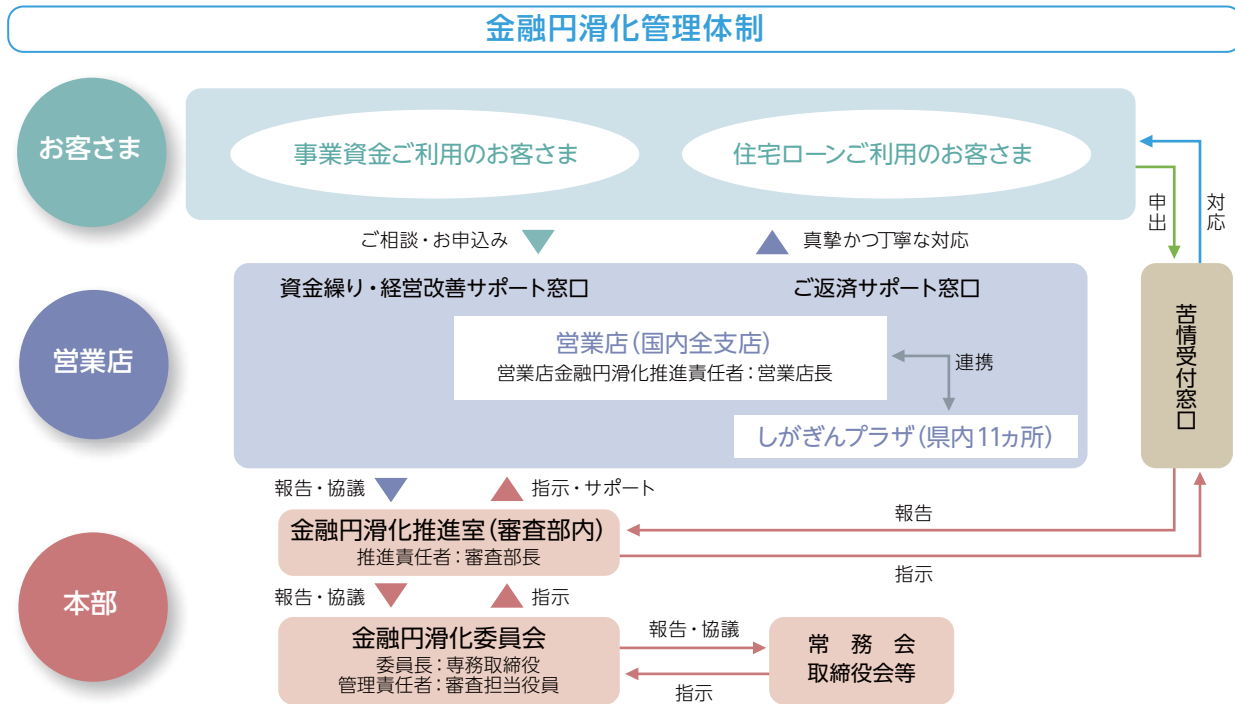 金融円滑化管理体制
お客さま
事業資金ご利用のお客さま
住宅ローンご利用のお客さま
申出
対応
ご相談・お申込み
真摯かつ丁寧な対応
営業店
資金繰り・経営改善サポート窓口
ご返済サポート窓口
営業店(国内全支店)
営業店金融円滑化推進責任者:営業店長
連携
しがぎんプラザ(県内11ヵ所)
苦情受付窓口
報告・協議
指示・サポート
本部
金融円滑化推進室(審査部内)
推進責任者:審査部長
報告
指示
報告・協議
指示
金融円滑化委員会
委員長:専務取締役
管理責任者:審査担当役員
報告・協議
指示
常務会
取締役会等